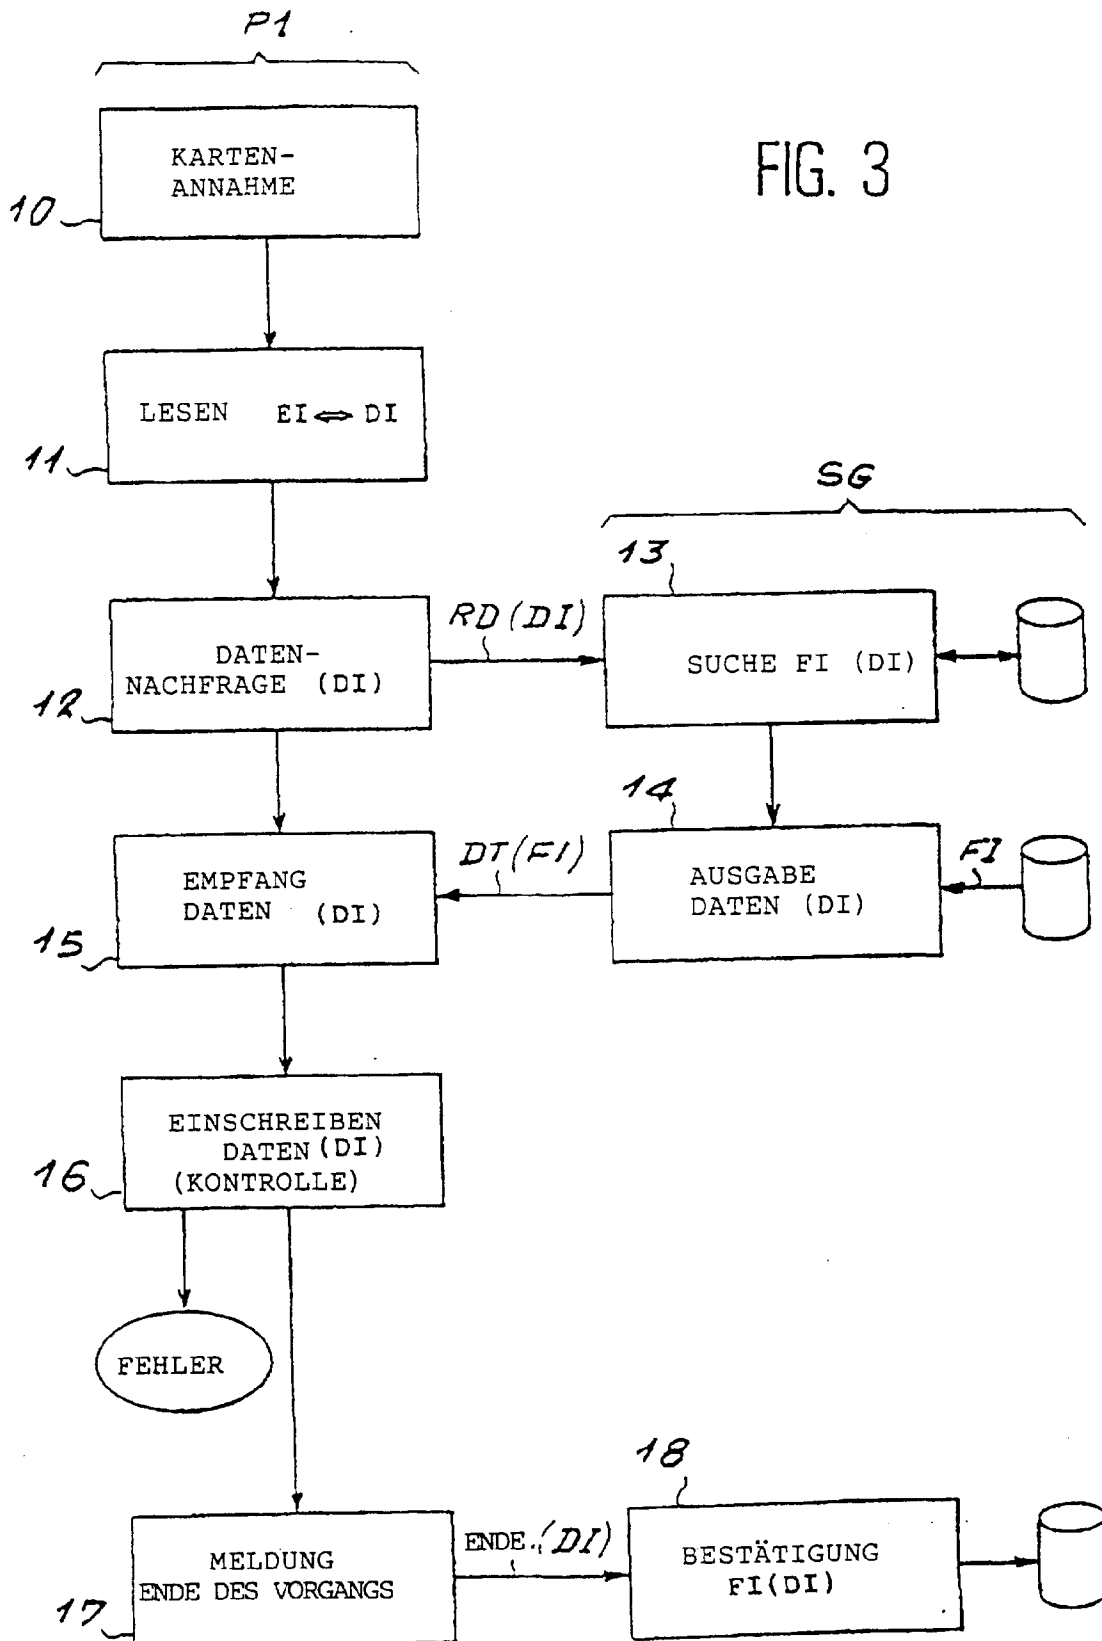 P1
FIG. 3
KARTEN-
ANNAHME
10
LESEN EI ⇔ DI
11
SG
13
DATEN-
NACHFRAGE (DI)
12
RD (DI)
SUCHE FI (DI)
14
EMPFANG
DATEN (DI)
15
DT (FI)
AUSGABE
DATEN (DI)
FI
EINSCHREIBEN
DATEN (DI)
(KONTROLLE)
16
FEHLER
18
MELDUNG
ENDE DES VORGANGS
17
ENDE (DI)
BESTÄTIGUNG
FI(DI)